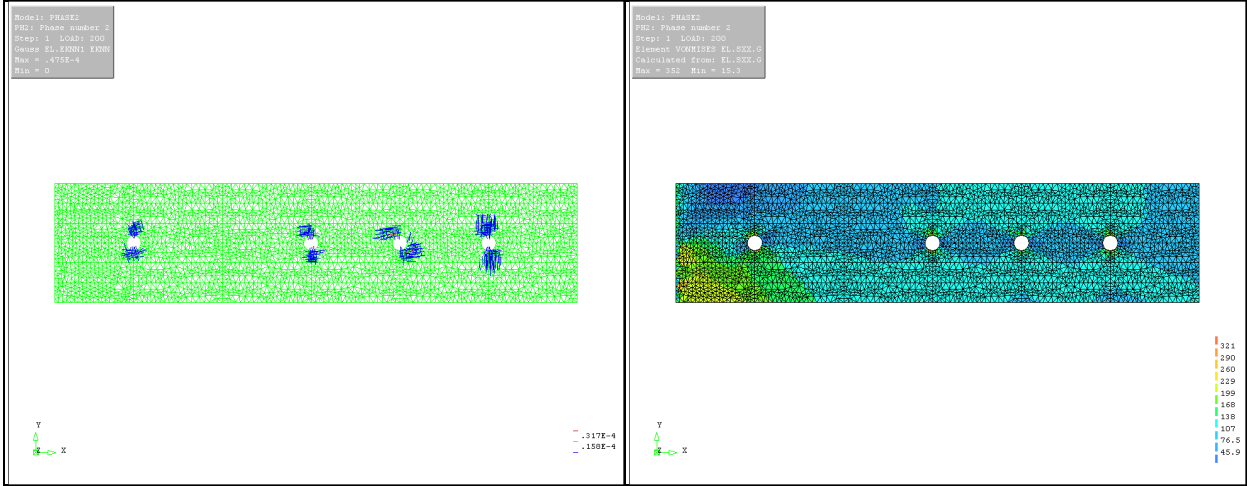 Model: PHASE2
PH2: Phase number 2
Step: 1 LOAD: 200
Gauss EL.EKNN1 EKNN
Max = .475E-4
Min = 0
Y
Z X
.317E-4
.158E-4
Model: PHASE2
PH2: Phase number 2
Step: 1 LOAD: 200
Element VONMISES EL.SXX.G
Calculated from: EL.SXX.G
Max = 352 Min = 15.3
Y
Z X
321
290
260
229
199
168
138
107
76.5
45.9